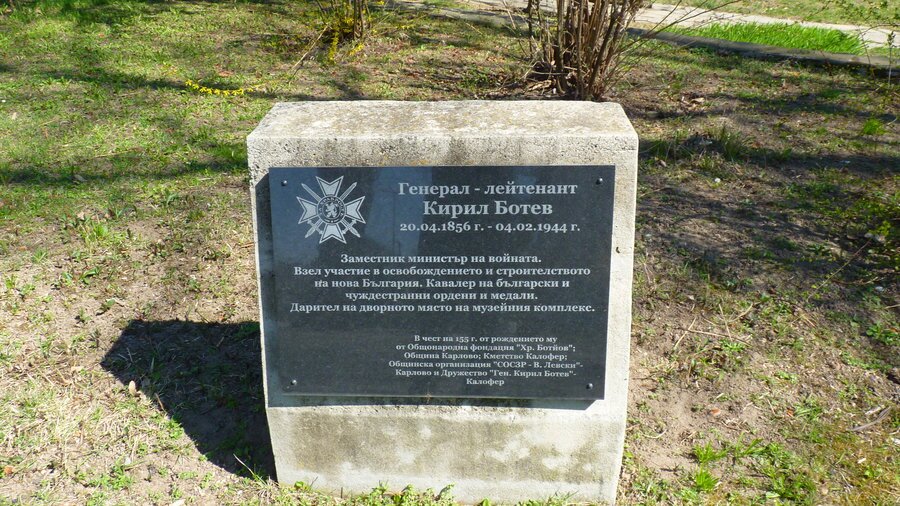 Генерал - лейтенант
Кирил Ботев
20.04.1856 г. - 04.02.1944 г.
Заместник министър на войната.
Взел участие в освобождението и строителството
на нова България. Кавалер на български и
чуждестранни ордени и медали.
Дарител на дворното място на музейния комплекс.
В чест на 155 г. от рождението му
от Общонародна фондация "Хр. Ботйов";
Община Карлово; Кметство Калофер;
Общинска организация "СОСЗР - В. Левски"-
Карлово и Дружество "Ген. Кирил Ботев"-
Калофер